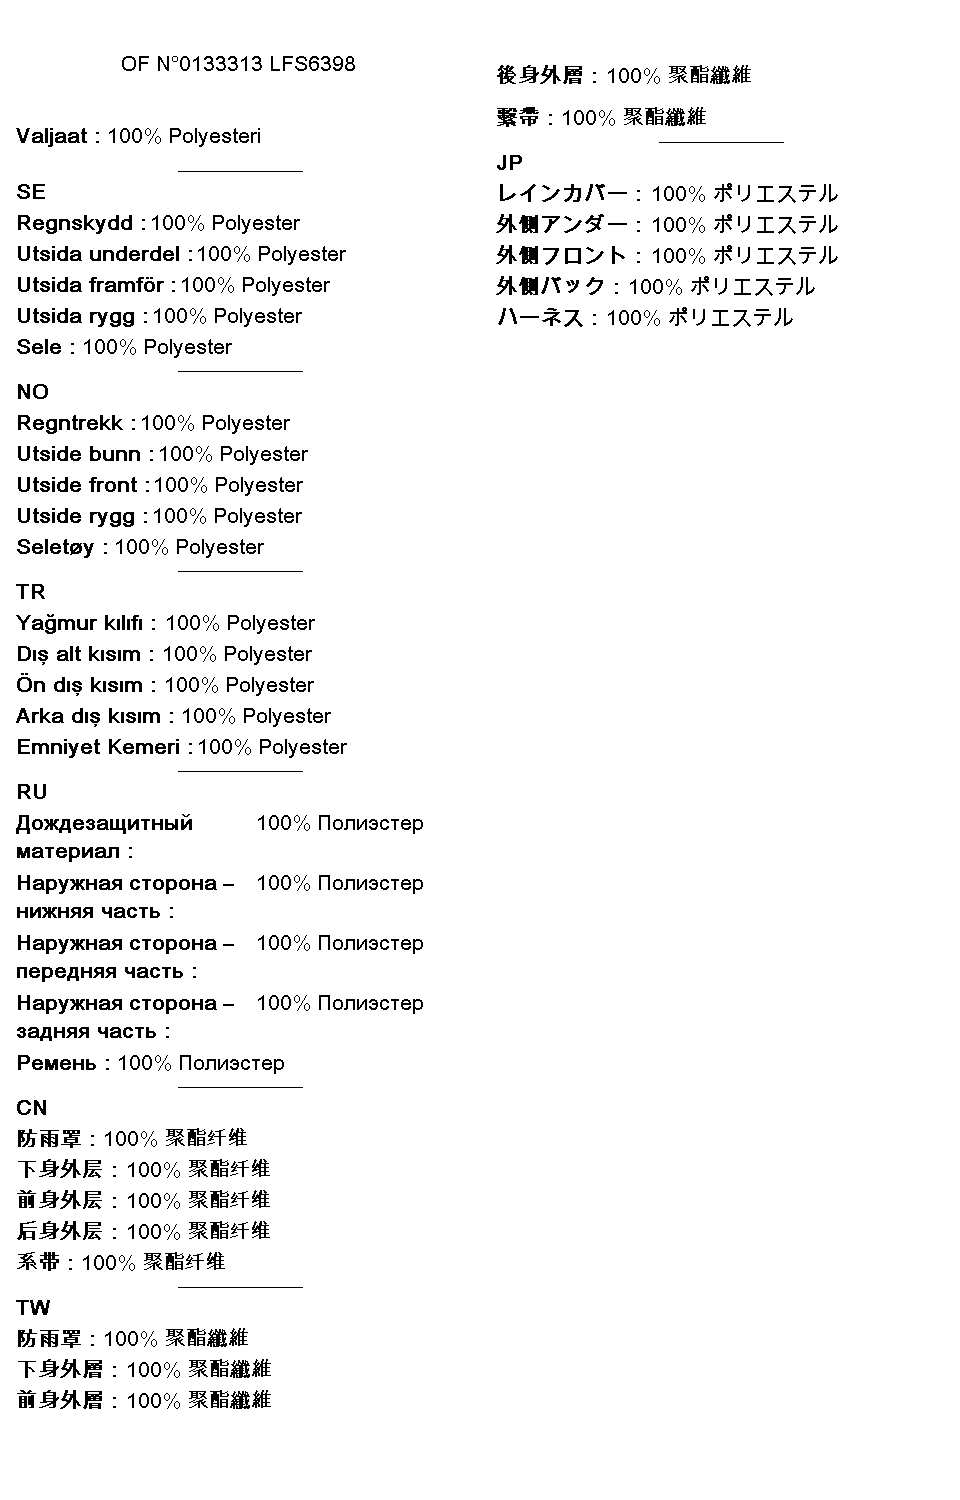 OF N°0133313 LFS6398
Valjaat : 100% Polyesteri
SE
Regnskydd : 100% Polyester
Utsida underdel : 100% Polyester
Utsida framför : 100% Polyester
Utsida rygg : 100% Polyester
Sele : 100% Polyester
NO
Regntrekk : 100% Polyester
Utside bunn : 100% Polyester
Utside front : 100% Polyester
Utside rygg : 100% Polyester
Seletøy : 100% Polyester
TR
Yağmur kılıfı : 100% Polyester
Dış alt kısım : 100% Polyester
Ön dış kısım : 100% Polyester
Arka dış kısım : 100% Polyester
Emniyet Kemeri : 100% Polyester
RU
Дождезащитный 100% Полиэстер
материал :
Наружная сторона – 100% Полиэстер
нижняя часть :
Наружная сторона – 100% Полиэстер
передняя часть :
Наружная сторона – 100% Полиэстер
задняя часть :
Ремень : 100% Полиэстер
CN
防雨罩 : 100% 聚酯纤维
下身外层 : 100% 聚酯纤维
前身外层 : 100% 聚酯纤维
后身外层 : 100% 聚酯纤维
系带 : 100% 聚酯纤维
TW
防雨罩 : 100% 聚酯纖維
下身外層 : 100% 聚酯纖維
前身外層 : 100% 聚酯纖維
後身外層 : 100% 聚酯纖維
繫帶 : 100% 聚酯纖維
JP
レインカバー : 100% ポリエステル
外側アンダー : 100% ポリエステル
外側フロント : 100% ポリエステル
外側バック : 100% ポリエステル
ハーネス : 100% ポリエステル